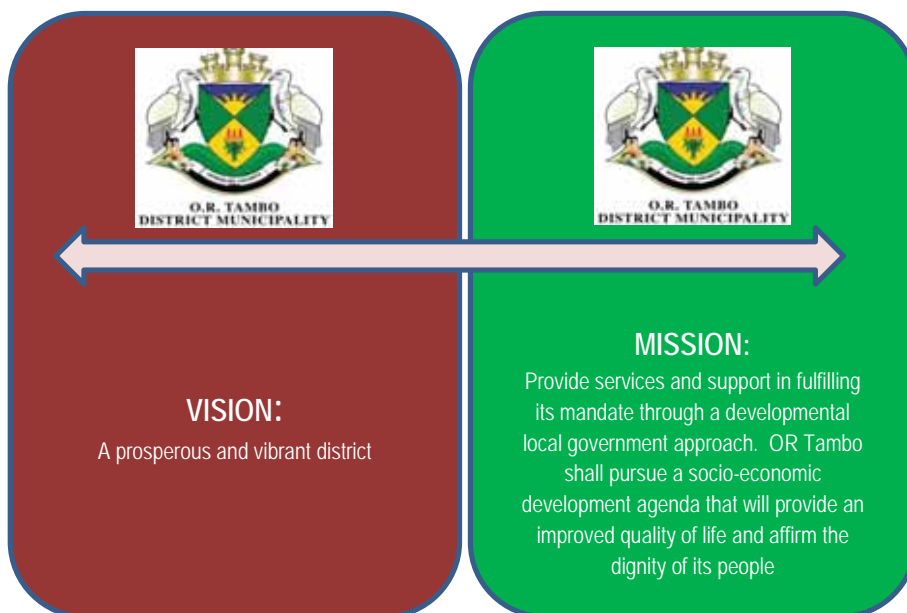 O.R. TAMBO
DISTRICT MUNICIPALITY
VISION:
A prosperous and vibrant district
O.R. TAMBO
DISTRICT MUNICIPALITY
MISSION:
Provide services and support in fulfilling
its mandate through a developmental
local government approach.  OR Tambo
shall pursue a socio-economic
development agenda that will provide an
improved quality of life and affirm the
dignity of its people